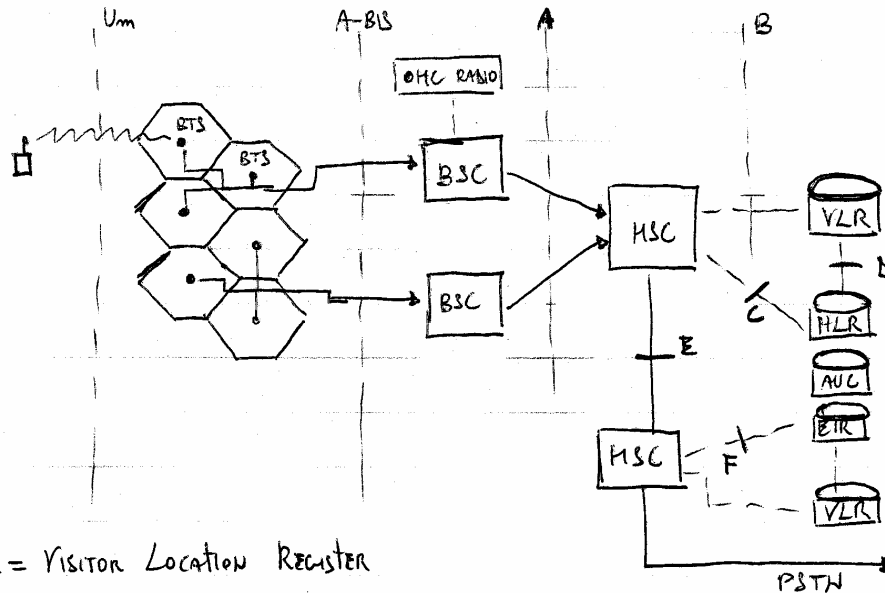 Um
A-BIS
A
B
OMC RADIO
BTS
BTS
BSC
MSC
VLR
D
C
BSC
HLR
E
AUC
EIR
MSC
F
VLR
= VISITOR LOCATION REGISTER
PSTN